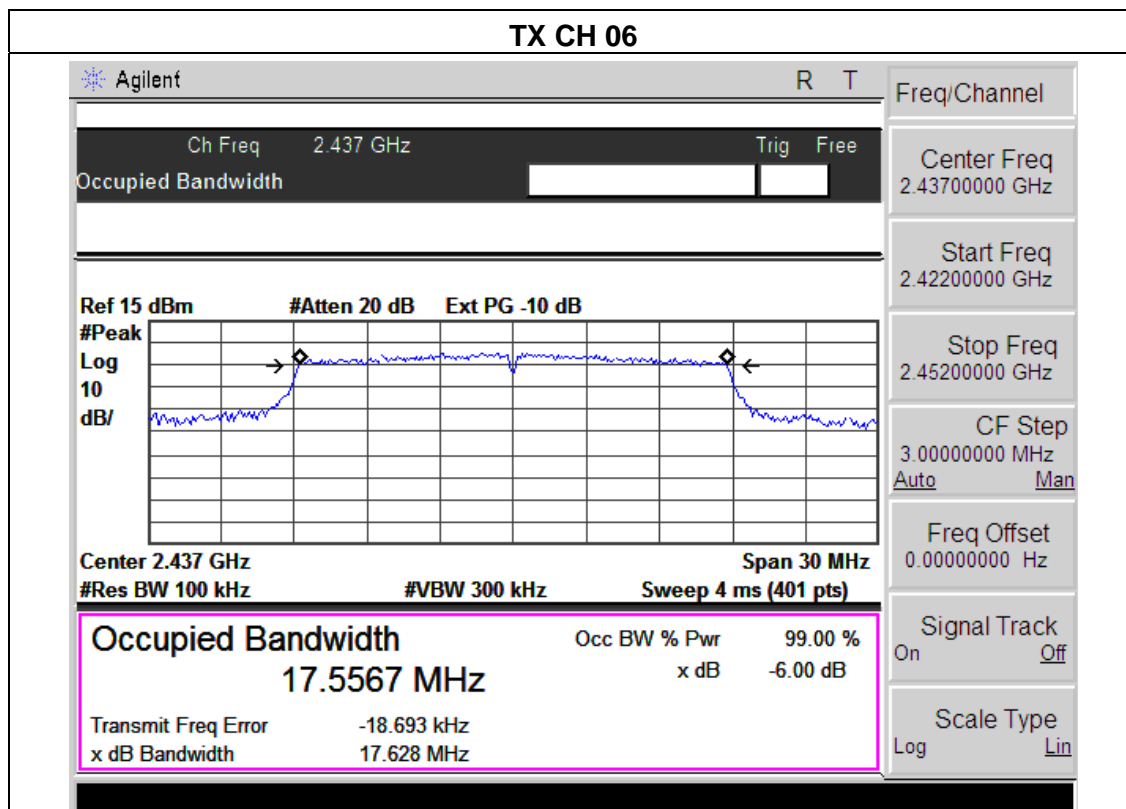 TX CH 06
Agilent R T
Ch Freq 2.437 GHz Trig Free
Occupied Bandwidth
Ref 15 dBm #Atten 20 dB Ext PG -10 dB
#Peak
Log
10
dB/
Center 2.437 GHz Span 30 MHz
#Res BW 100 kHz #VBW 300 kHz Sweep 4 ms (401 pts)
Occupied Bandwidth Occ BW % Pwr 99.00 %
17.5567 MHz x dB -6.00 dB
Transmit Freq Error -18.693 kHz
x dB Bandwidth 17.628 MHz
Freq/Channel
Center Freq
2.43700000 GHz
Start Freq
2.42200000 GHz
Stop Freq
2.45200000 GHz
CF Step
3.00000000 MHz
Auto Man
Freq Offset
0.00000000 Hz
Signal Track
On Off
Scale Type
Log Lin